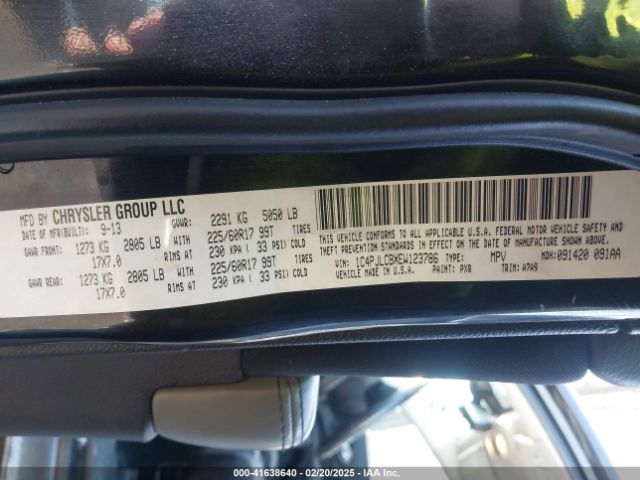 MFD BY CHRYSLER GROUP LLC
DATE OF MFR(BUILT): 9-13 GVWR: 2291 KG 5050 LB
GAWR FRONT: 1273 KG 2805 LB WITH 225/60R17 99T TIRES
17X7.0 RIMS AT 230 KPA ( 33 PSI) COLD
GAWR REAR: 1273 KG 2805 LB WITH 225/60R17 99T TIRES
17X7.0 RIMS AT 230 KPA ( 33 PSI) COLD
THIS VEHICLE CONFORMS TO ALL APPLICABLE U.S.A. FEDERAL MOTOR VEHICLE SAFETY,
BUMPER AND THEFT PREVENTION STANDARDS IN EFFECT ON THE DATE OF MANUFACTURE SHOWN ABOVE.
VIN: 1C4PJLCBXEW123786 TYPE: MPV MDH: 091420 091AA
MADE IN U.S.A. PAINT: PXR TRIM: A7A9
000-41638640 / 02/20/2025 / IAA Inc.